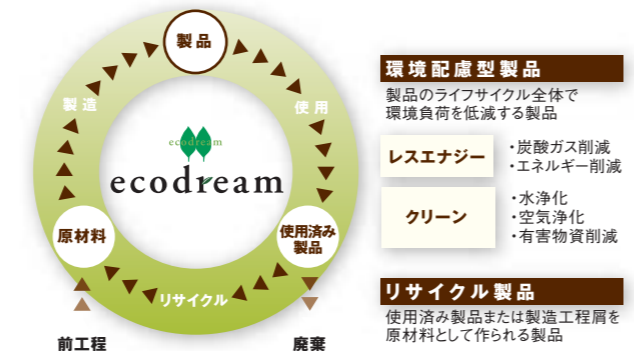 製品
製造
使用
ecodream
ecodream
原材料
使用済み
製品
リサイクル
前工程
廃棄
環境配慮型製品
製品のライフサイクル全体で
環境負荷を低減する製品
レスエナジー
・炭酸ガス削減
・エネルギー削減
クリーン
・水浄化
・空気浄化
・有害物資削減
リサイクル製品
使用済み製品または製造工程屑を
原材料として作られる製品